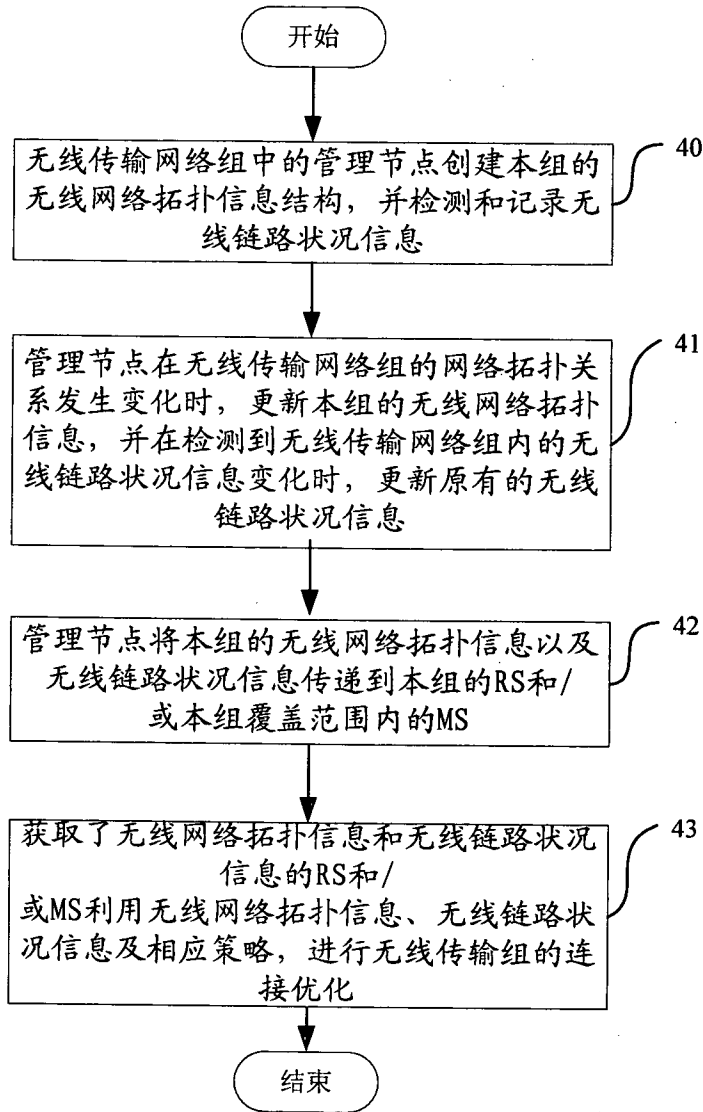 开始
无线传输网络组中的管理节点创建本组的
无线网络拓扑信息结构，并检测和记录无
线链路状况信息
40
管理节点在无线传输网络组的网络拓扑关
系发生变化时，更新本组的无线网络拓扑
信息，并在检测到无线传输网络组内的无
线链路状况信息变化时，更新原有的无线
链路状况信息
41
管理节点将本组的无线网络拓扑信息以及
无线链路状况信息传递到本组的RS和/
或本组覆盖范围内的MS
42
获取了无线网络拓扑信息和无线链路状况
信息的RS和/
或MS利用无线网络拓扑信息、无线链路状
况信息及相应策略，进行无线传输组的连
接优化
43
结束